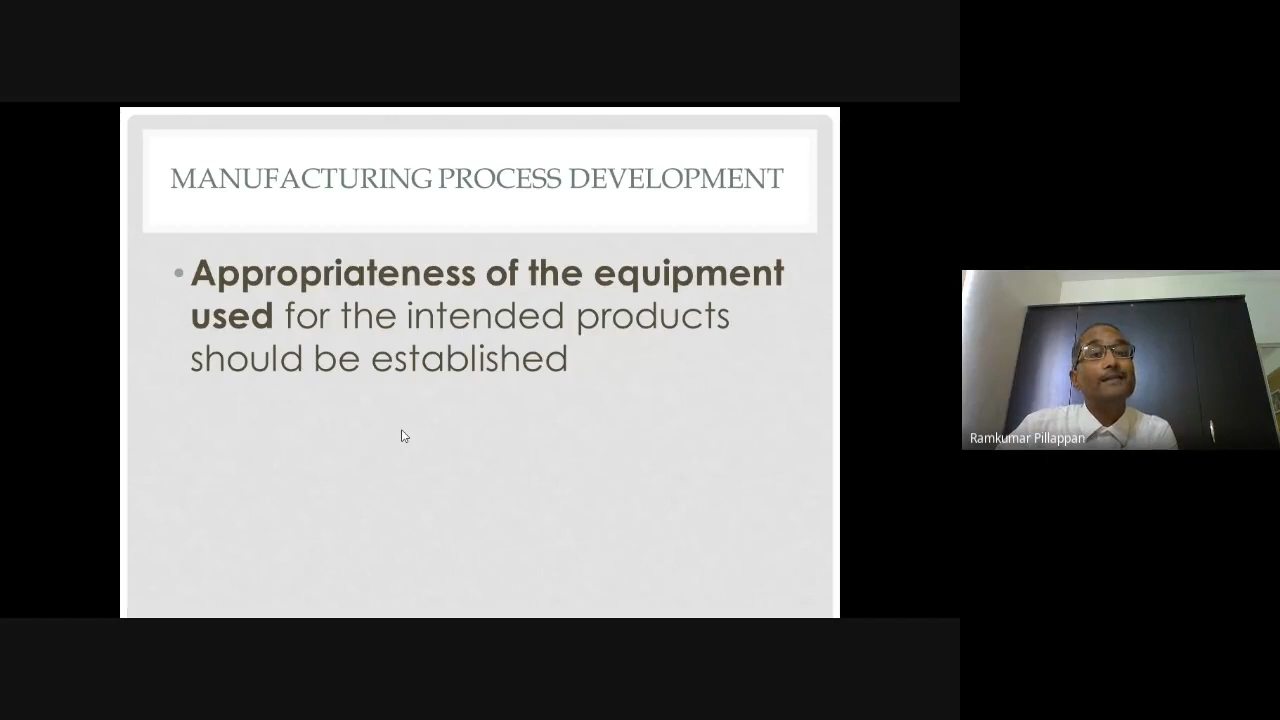 MANUFACTURING PROCESS DEVELOPMENT
• Appropriateness of the equipment
used for the intended products
should be established
Ramkumar Pillappan